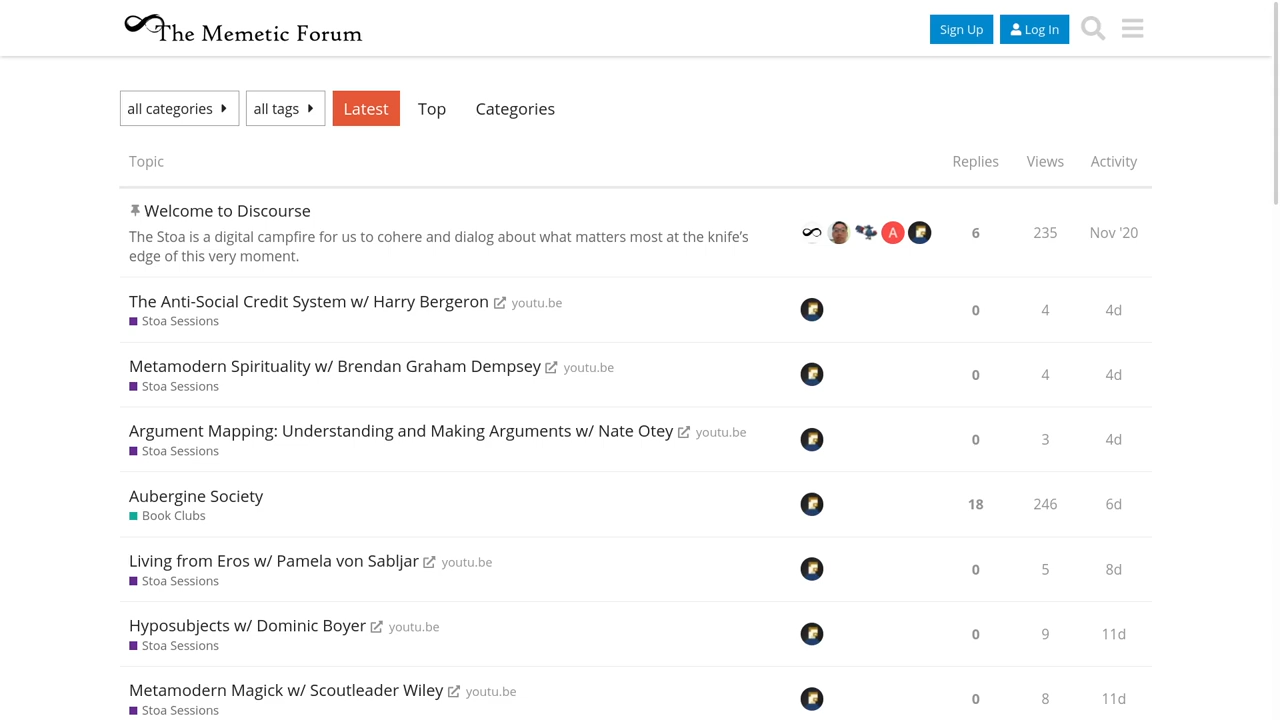 The Memetic Forum
Sign Up
Log In
all categories
all tags
Latest
Top
Categories
Topic
Replies
Views
Activity
Welcome to Discourse
The Stoa is a digital campfire for us to cohere and dialog about what matters most at the knife's
edge of this very moment.
A
6
235
Nov '20
The Anti-Social Credit System w/ Harry Bergeron youtu.be
Stoa Sessions
0
4
4d
Metamodern Spirituality w/ Brendan Graham Dempsey youtu.be
Stoa Sessions
0
4
4d
Argument Mapping: Understanding and Making Arguments w/ Nate Otey youtu.be
Stoa Sessions
0
3
4d
Aubergine Society
Book Clubs
18
246
6d
Living from Eros w/ Pamela von Sabljar youtu.be
Stoa Sessions
0
5
8d
Hyposubjects w/ Dominic Boyer youtu.be
Stoa Sessions
0
9
11d
Metamodern Magick w/ Scoutleader Wiley youtu.be
Stoa Sessions
0
8
11d